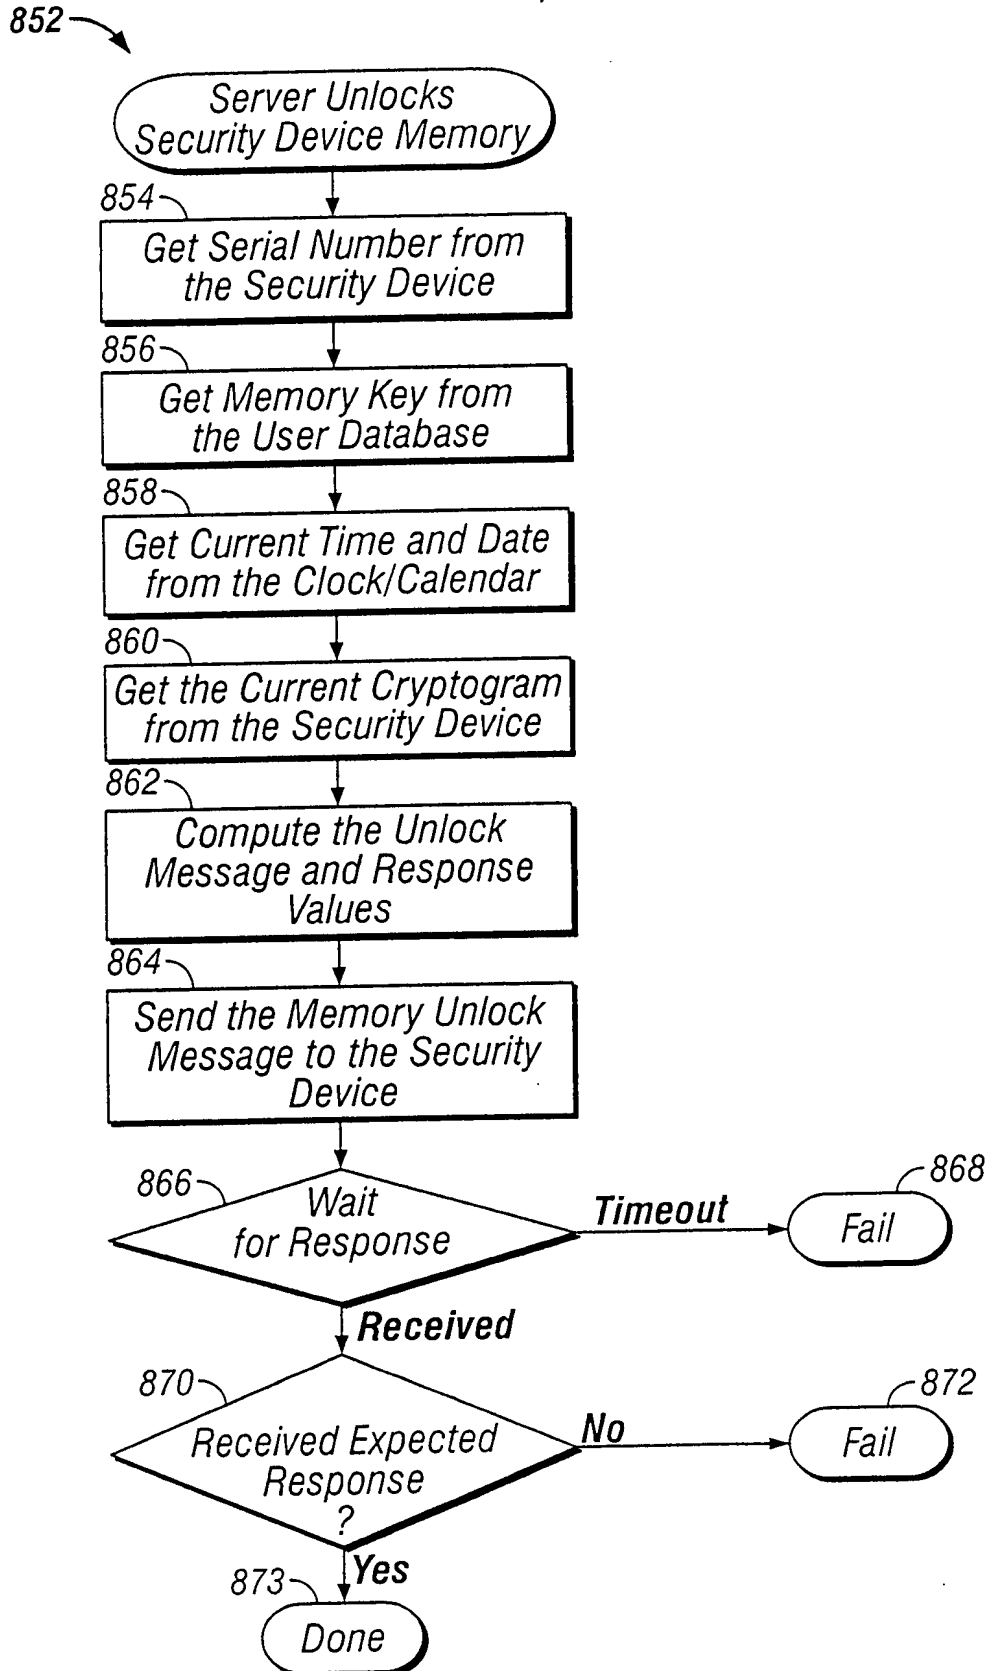 852
Server Unlocks
Security Device Memory
854
Get Serial Number from
the Security Device
856
Get Memory Key from
the User Database
858
Get Current Time and Date
from the Clock/Calendar
860
Get the Current Cryptogram
from the Security Device
862
Compute the Unlock
Message and Response
Values
864
Send the Memory Unlock
Message to the Security
Device
866
Wait
for Response
Timeout
868
Fail
Received
870
Received Expected
Response
?
No
872
Fail
Yes
873
Done